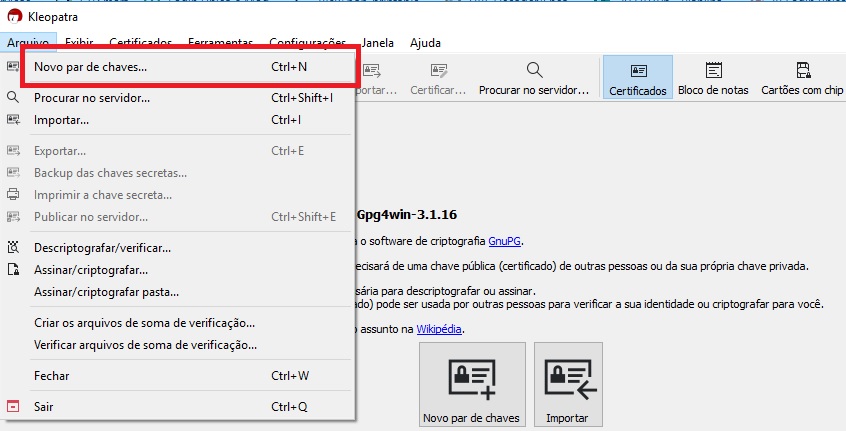 Kleopatra
Arquivo Exibir Certificados Ferramentas Configurações Janela Ajuda
Novo par de chaves... Ctrl+N
Procurar no servidor... Ctrl+Shift+I
Importar... Ctrl+I
Exportar... Ctrl+E
Backup das chaves secretas...
Imprimir a chave secreta...
Publicar no servidor... Ctrl+Shift+E
Descriptografar/verificar...
Assinar/criptografar...
Assinar/criptografar pasta...
Criar os arquivos de soma de verificação...
Verificar arquivos de soma de verificação...
Fechar Ctrl+W
Sair Ctrl+Q
portar... Certificar... Procurar no servidor... Certificados Bloco de notas Cartões com chip
Gpg4win-3.1.16
o software de criptografia GnuPG.
ecisará de uma chave pública (certificado) de outras pessoas ou da sua própria chave privada.
sária para descriptografar ou assinar.
do) pode ser usada por outras pessoas para verificar a sua identidade ou criptografar para você.
o assunto na Wikipédia.
Novo par de chaves Importar